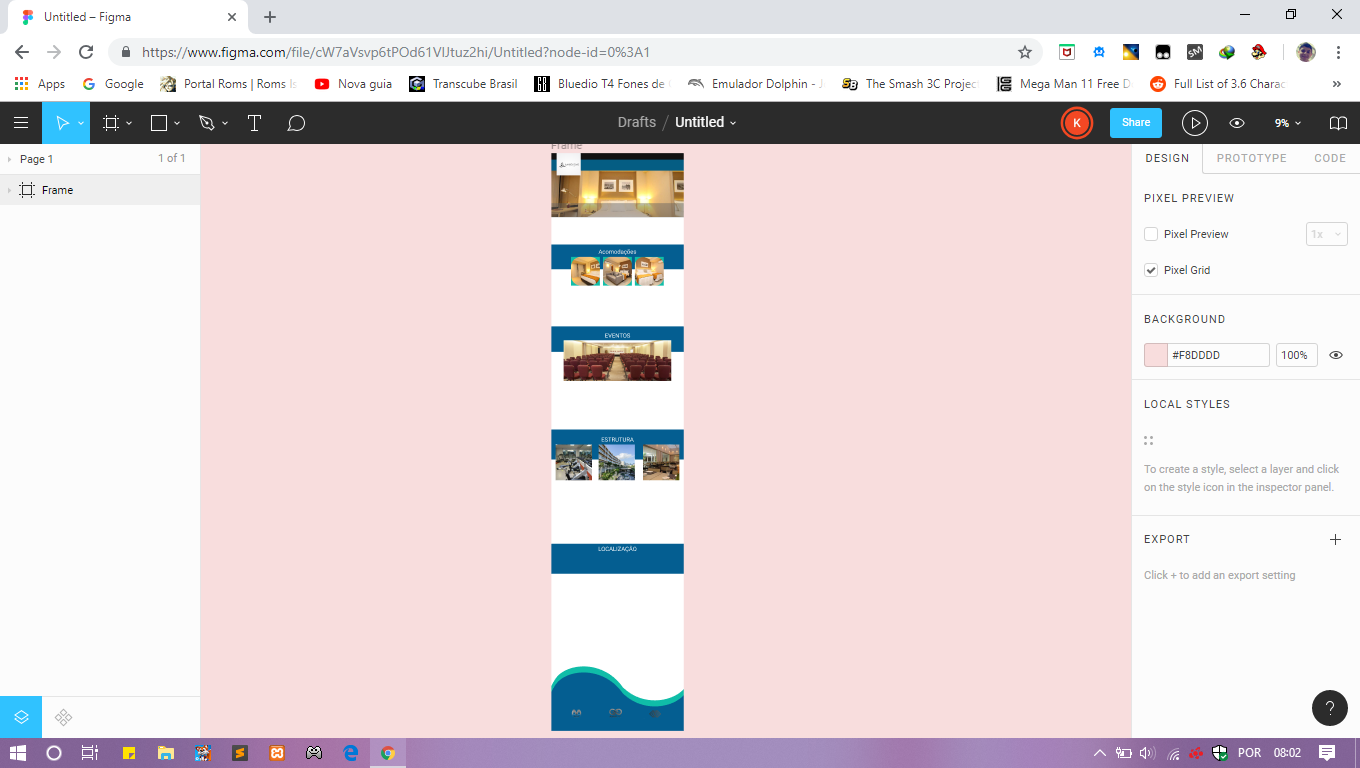 Untitled – Figma
https://www.figma.com/file/cW7aVsvp6tPOd61VlJtuz2hi/Untitled?node-id=0%3A1
Apps
Google
Portal Roms | Roms Is
Nova guia
Transcube Brasil
Bluedio T4 Fones de
Emulador Dolphin - J
The Smash 3C Projec
Mega Man 11 Free D
Full List of 3.6 Charac
»
Drafts / Untitled
K
Share
9%
Page 1
1 of 1
Frame
Frame
Acomodações
EVENTOS
ESTRUTURA
LOCALIZAÇÃO
DESIGN
PROTOTYPE
CODE
PIXEL PREVIEW
Pixel Preview
1x
Pixel Grid
BACKGROUND
#F8DDDD
100%
LOCAL STYLES
To create a style, select a layer and click
on the style icon in the inspector panel.
EXPORT
Click + to add an export setting
?
POR
08:02